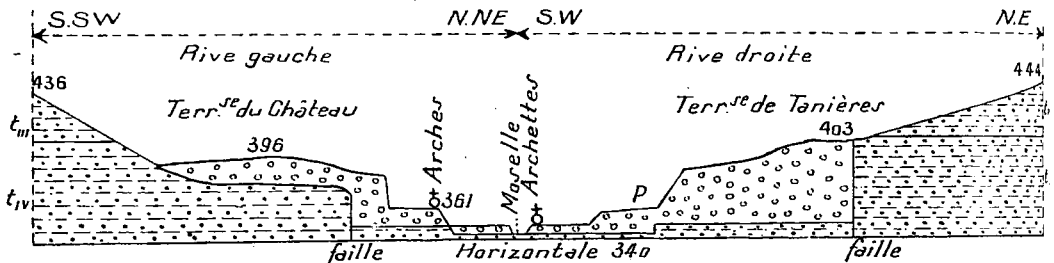 S.SW N.NE S.W N.E
Rive gauche Rive droite
436 444
Terr.se du Château Terr.se de Tanières
396 403
Arches Moselle Archettes
361 P
tIII
tIV
faille Horizontale 340 faille